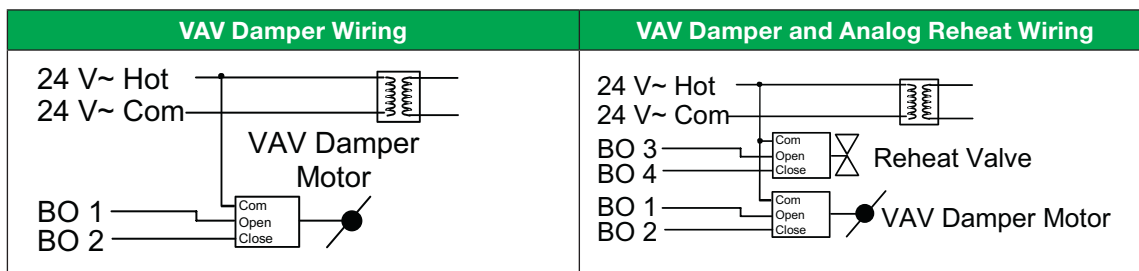 VAV Damper Wiring
24 V~ Hot
24 V~ Com
VAV Damper
Motor
BO 1
BO 2
Com
Open
Close
VAV Damper and Analog Reheat Wiring
24 V~ Hot
24 V~ Com
BO 3
BO 4
Com
Open
Close
Reheat Valve
BO 1
BO 2
Com
Open
Close
VAV Damper Motor